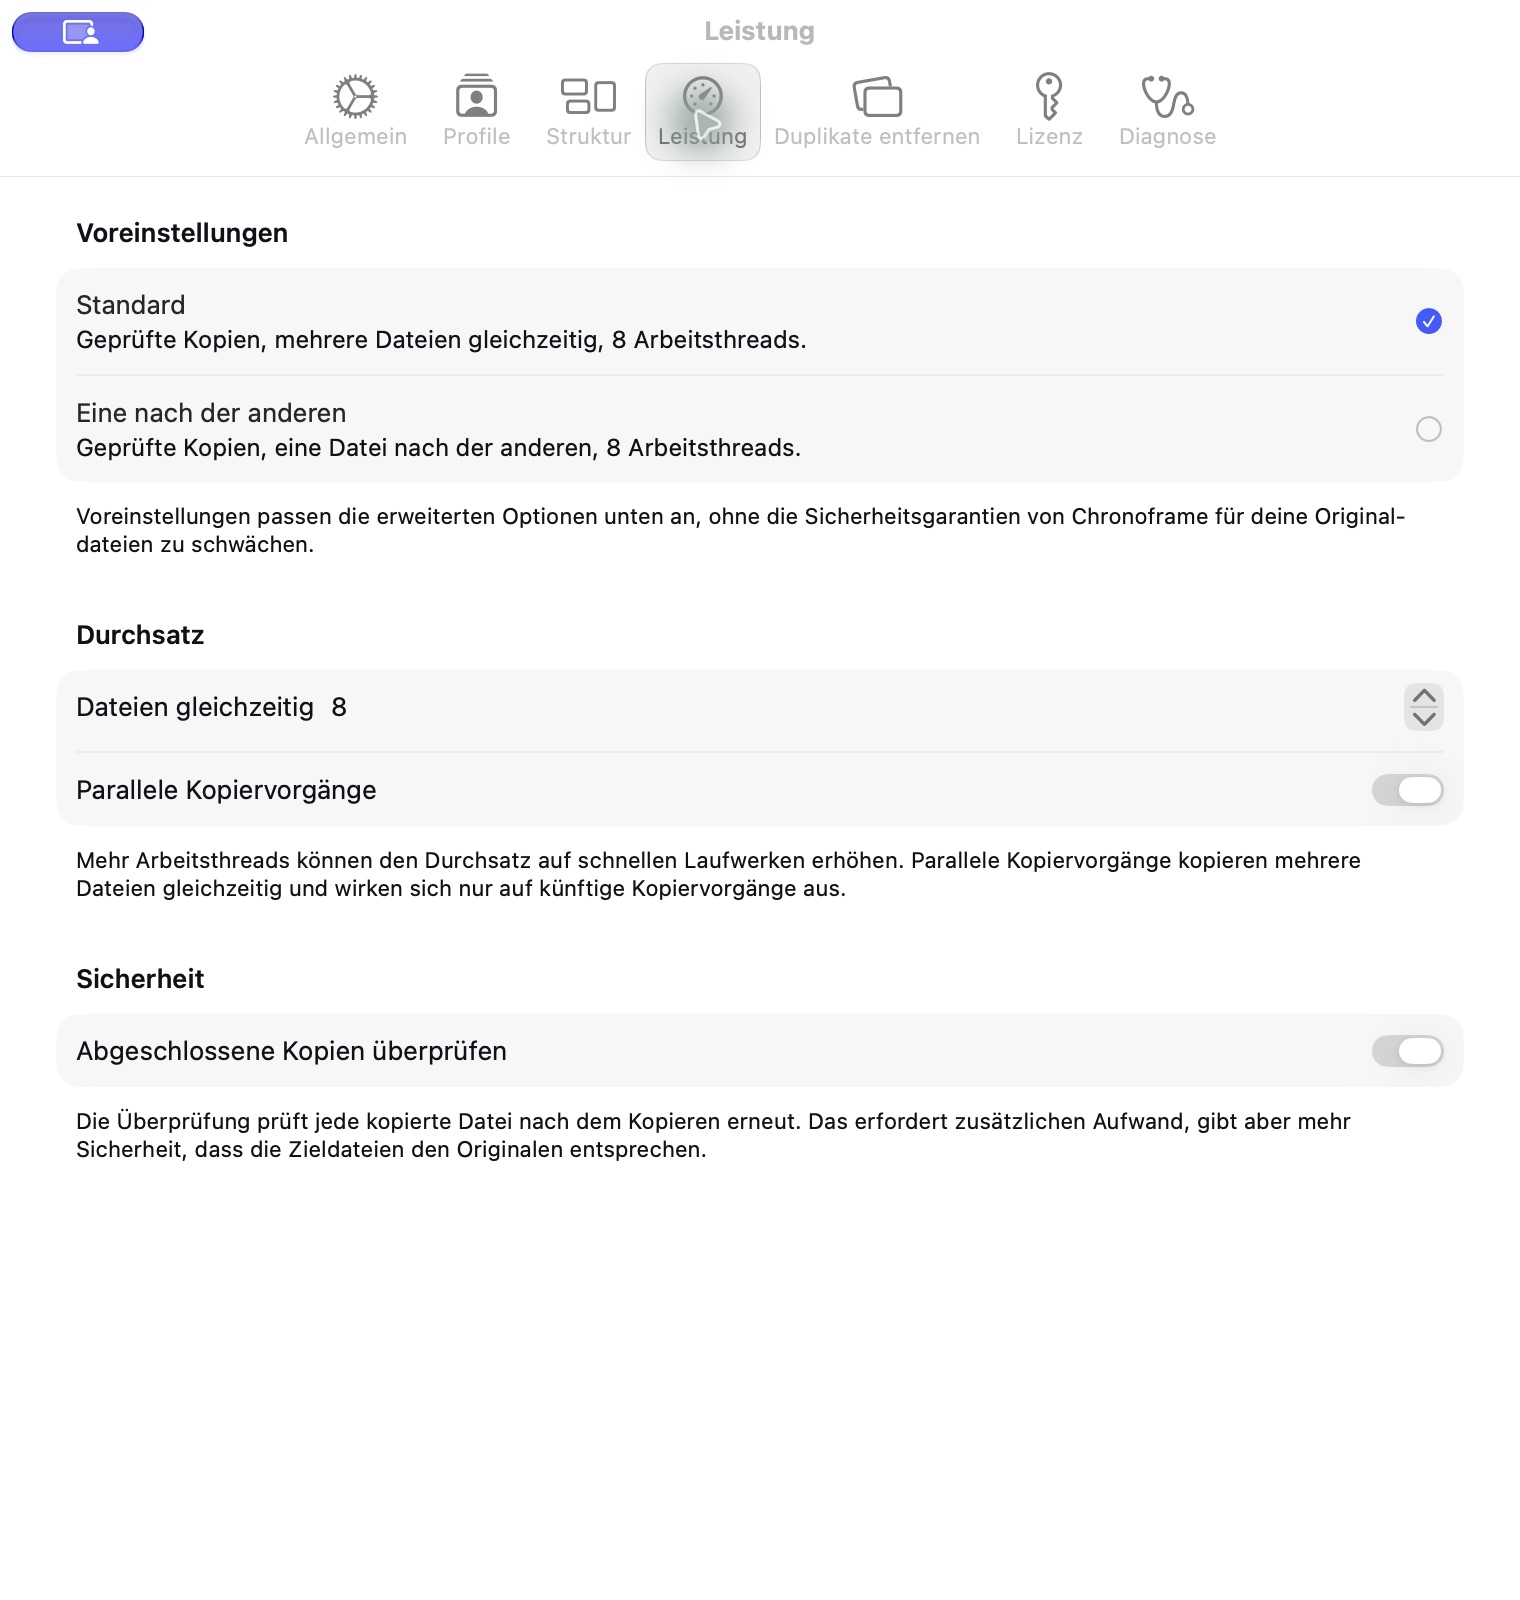 Leistung
Allgemein
Profile
Struktur
Leistung
Duplikate entfernen
Lizenz
Diagnose
Voreinstellungen
Standard
Geprüfte Kopien, mehrere Dateien gleichzeitig, 8 Arbeitsthreads.
Eine nach der anderen
Geprüfte Kopien, eine Datei nach der anderen, 8 Arbeitsthreads.
Voreinstellungen passen die erweiterten Optionen unten an, ohne die Sicherheitsgarantien von Chronoframe für deine Original-
dateien zu schwächen.
Durchsatz
Dateien gleichzeitig 8
Parallele Kopiervorgänge
Mehr Arbeitsthreads können den Durchsatz auf schnellen Laufwerken erhöhen. Parallele Kopiervorgänge kopieren mehrere
Dateien gleichzeitig und wirken sich nur auf künftige Kopiervorgänge aus.
Sicherheit
Abgeschlossene Kopien überprüfen
Die Überprüfung prüft jede kopierte Datei nach dem Kopieren erneut. Das erfordert zusätzlichen Aufwand, gibt aber mehr
Sicherheit, dass die Zieldateien den Originalen entsprechen.